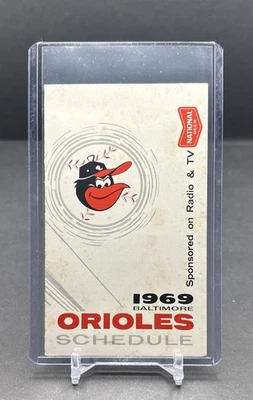 NATIONAL
Sponsored on Radio & TV
1969
BALTIMORE
ORIOLES
SCHEDULE